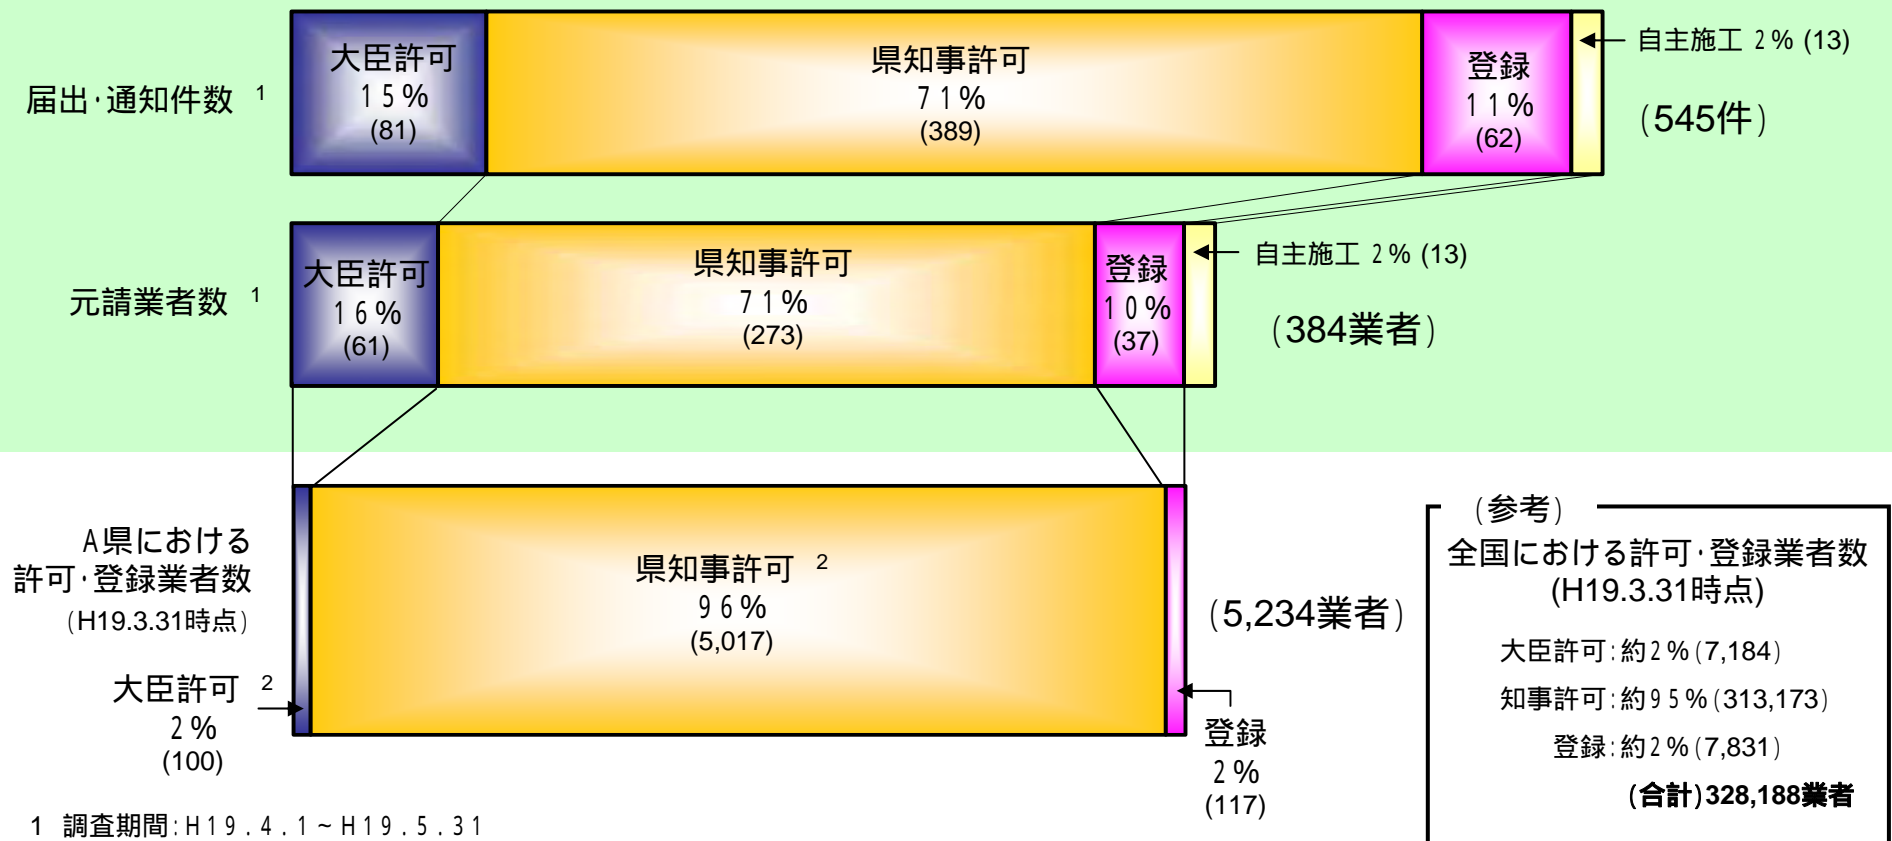 届出･通知件数 1
大臣許可
15%
(81)
県知事許可
71%
(389)
登録
11%
(62)
自主施工 2% (13)
(545件)
元請業者数 1
大臣許可
16%
(61)
県知事許可
71%
(273)
登録
10%
(37)
自主施工 2% (13)
(384業者)
A県における
許可･登録業者数
(H19.3.31時点)
大臣許可 2
2%
(100)
県知事許可 2
96%
(5,017)
登録
2%
(117)
(5,234業者)
(参考)
全国における許可･登録業者数
(H19.3.31時点)
大臣許可:約2%(7,184)
知事許可:約95%(313,173)
登録:約2%(7,831)
(合計)328,188業者
1 調査期間:H19.4.1~H19.5.31